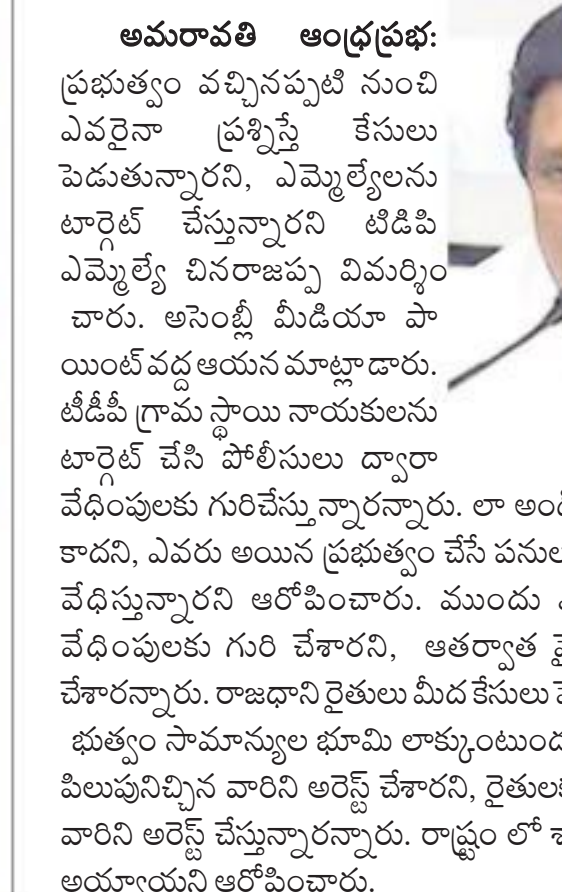 అమరావతి ఆంధ్రప్రభ:
ప్రభుత్వం వచ్చినప్పటి నుంచి
ఎవరైనా ప్రశ్నిస్తే కేసులు
పెడుతున్నారని, ఎమ్మెల్యేలను
టార్గెట్ చేస్తున్నారని టిడిపి
ఎమ్మెల్యే చినరాజప్ప విమర్శిం
చారు. అసెంబ్లీ మీడియా పా
యింట్ వద్ద ఆయన మాట్లాడారు.
టీడీపీ గ్రామ స్థాయి నాయకులను
టార్గెట్ చేసి పోలీసులు ద్వారా
వేధింపులకు గురిచేస్తున్నారన్నారు. లా
కాదని, ఎవరు అయిన ప్రభుత్వం చేసే
వేధిస్తున్నారని ఆరోపించారు. ముందు
వేధింపులకు గురి చేశారని, ఆతర్వాత
చేశారన్నారు. రాజధాని రైతులు మీద కేసులు
భుత్వం సామాన్యుల భూమి
పిలుపునిచ్చిన వారిని అరెస్ట్ చేశారని,
వారిని అరెస్ట్ చేస్తున్నారన్నారు. రాష్ట్రం లో
అయ్యాయని ఆరోపించారు.